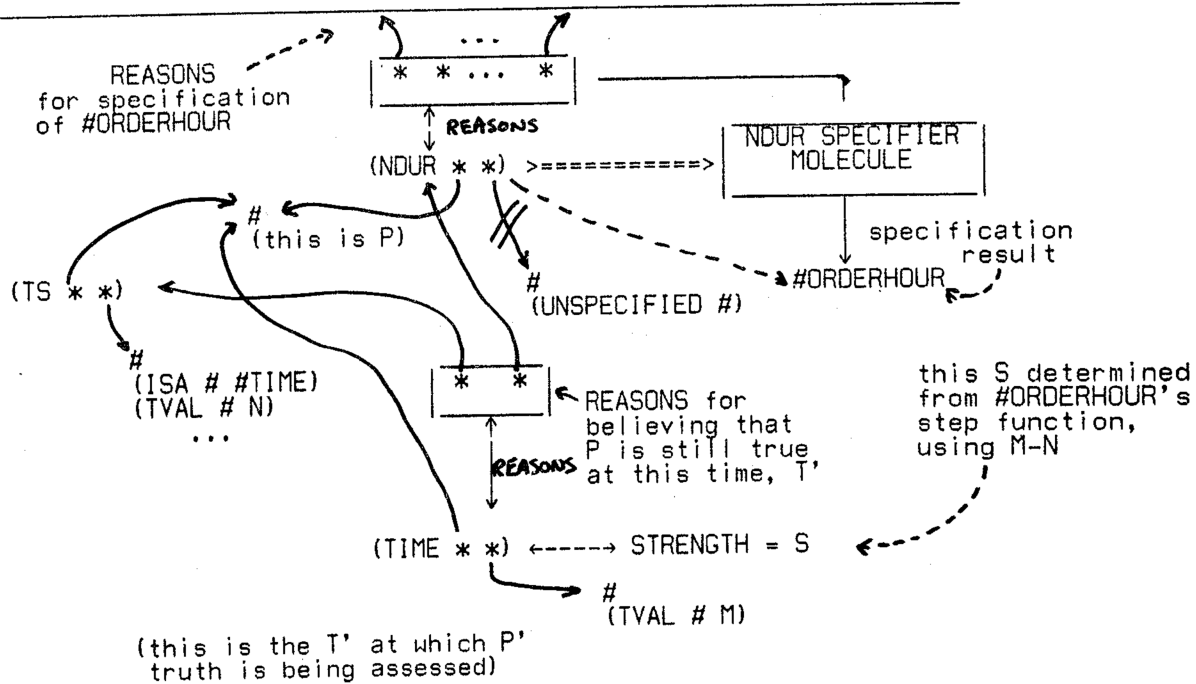 ...
* * ... *
REASONS
for specification
of #ORDERHOUR
REASONS
NDUR SPECIFIER
MOLECULE
(NDUR * *) >============>
#
(this is P)
specification
result
#
(UNSPECIFIED #)
#ORDERHOUR
(TS * *)
#
(ISA # #TIME)
(TVAL # N)
...
* *
REASONS for
believing that
P is still true
at this time, T'
this S determined
from #ORDERHOUR's
step function,
using M-N
REASONS
(TIME * *) <-----> STRENGTH = S
#
(TVAL # M)
(this is the T' at which P'
truth is being assessed)